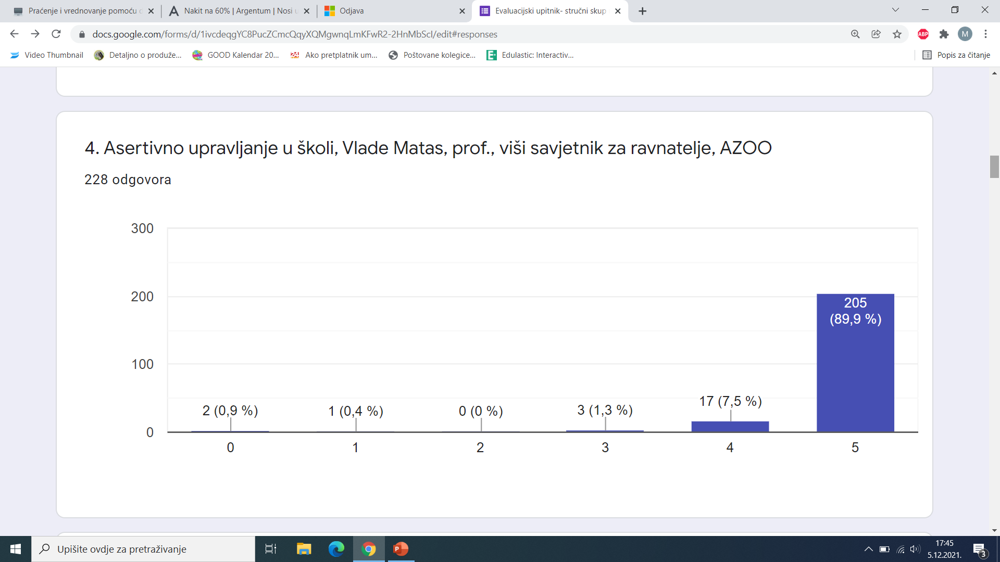 Praćenje i vrednovanje pomoću
Nakit na 60% | Argentum | Nosi
Odjava
Evaluacijski upitnik- stručni skup
docs.google.com/forms/d/1ivcdeqgYC8PucZCmcQqyXQMgwnqLmKFwR2-2HnMbScI/edit#responses
ABP
M
Video Thumbnail
Detaljno o produže...
GOOD Kalendar 20...
Ako pretplatnik um...
Poštovane kolegice...
Edulastic: Interactiv...
Popis za čitanje
4. Asertivno upravljanje u školi, Vlade Matas, prof., viši savjetnik za ravnatelje, AZOO
228 odgovora
300
200
100
0
2 (0,9 %)
1 (0,4 %)
0 (0 %)
3 (1,3 %)
17 (7,5 %)
205
(89,9 %)
0 1 2 3 4 5
Upišite ovdje za pretraživanje
17:45
5.12.2021.
3